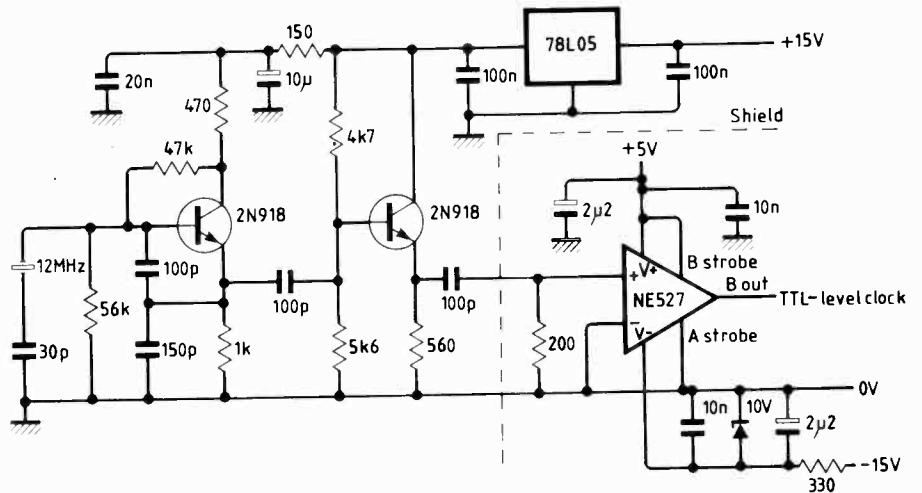 150
78L05
+15V
20n
10μ
100n
100n
470
4k7
Shield
47k
+5V
2N918
2N918
2μ2
10n
12MHz
100p
V+
B strobe
+
B out
NE527
TTL-level clock
56k
100p
100p
−
V-
A strobe
30p
150p
1k
5k6
560
200
0V
10n
10V
2μ2
-15V
330